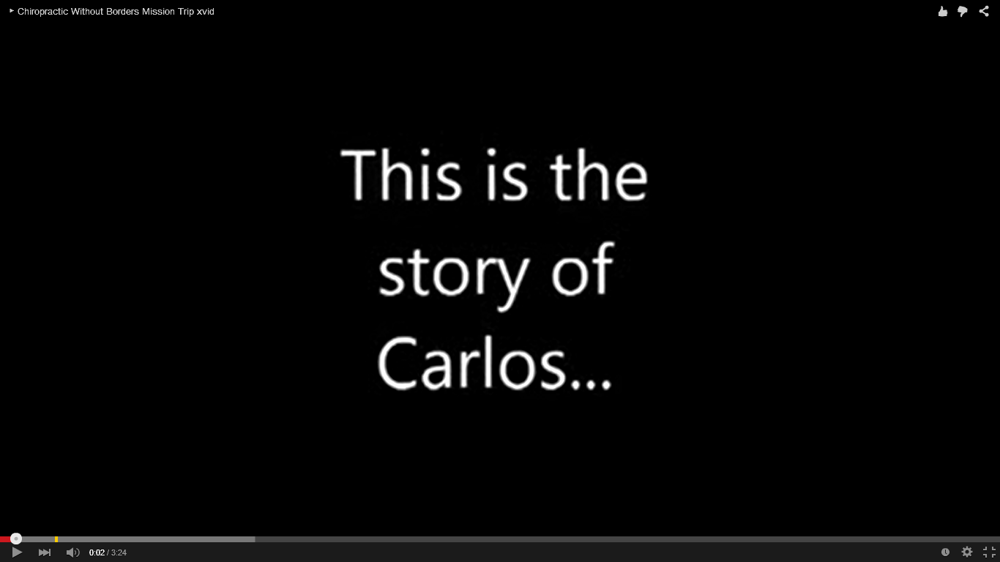 Chiropractic Without Borders Mission Trip xvid
This is the
story of
Carlos...
0:02 / 3:24